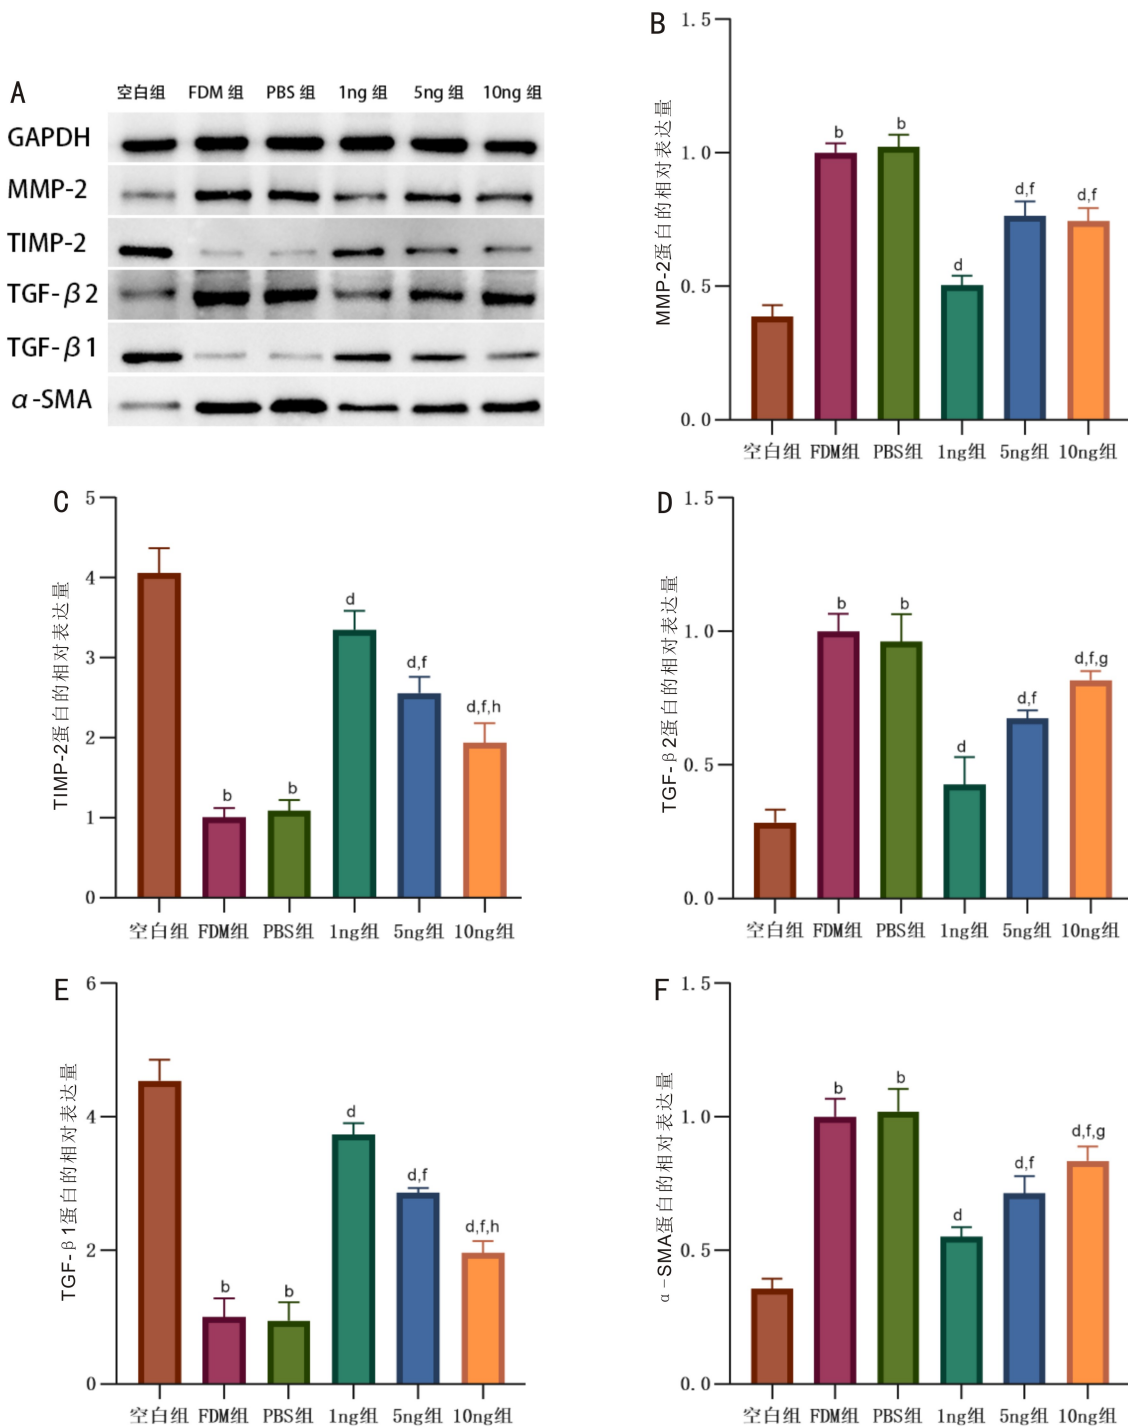 A
空白组 FDM 组 PBS 组 1ng 组 5ng 组 10ng 组
GAPDH
MMP-2
TIMP-2
TGF-β2
TGF-β1
α-SMA
B
MMP-2蛋白的相对表达量
1.5
1.0
0.5
0.0
b
b
d
d,f
d,f
空白组 FDM组 PBS组 1ng组 5ng组 10ng组
C
TIMP-2蛋白的相对表达量
5
4
3
2
1
0
b
b
d
d,f
d,f,h
空白组 FDM组 PBS组 1ng组 5ng组 10ng组
D
TGF-β2蛋白的相对表达量
1.5
1.0
0.5
0.0
b
b
d
d,f
d,f,g
空白组 FDM组 PBS组 1ng组 5ng组 10ng组
E
TGF-β1蛋白的相对表达量
6
4
2
0
b
b
d
d,f
d,f,h
空白组 FDM组 PBS组 1ng组 5ng组 10ng组
F
α-SMA蛋白的相对表达量
1.5
1.0
0.5
0.0
b
b
d
d,f
d,f,g
空白组 FDM组 PBS组 1ng组 5ng组 10ng组